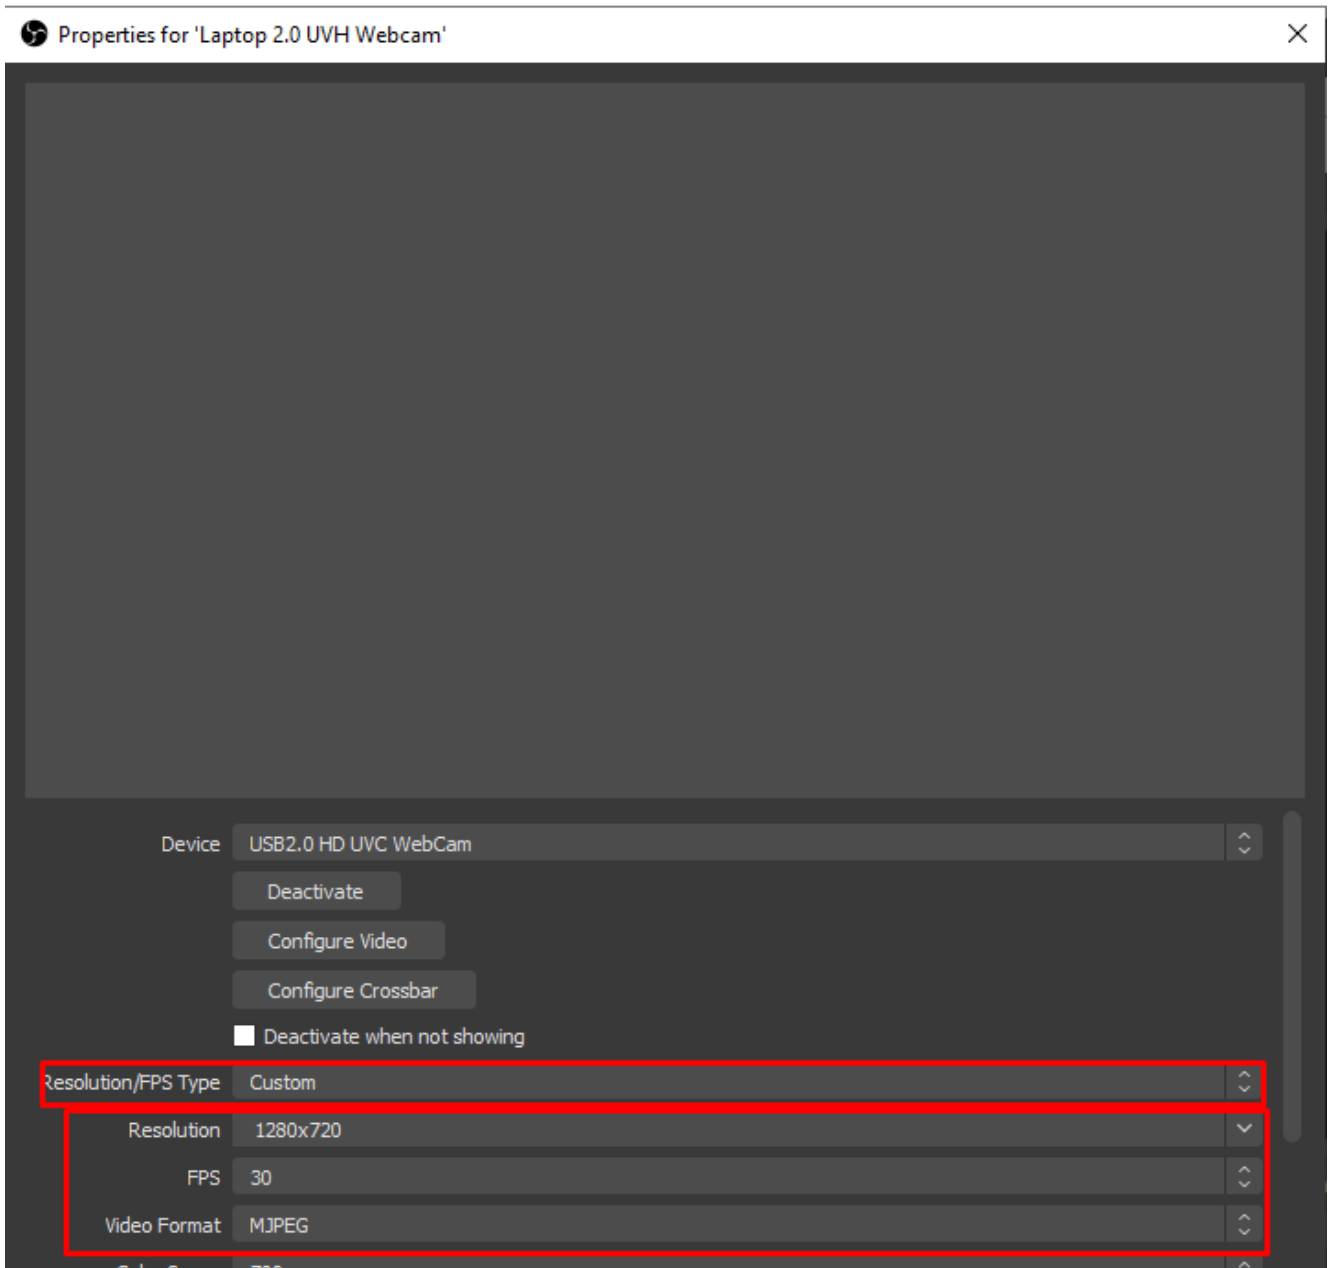 Properties for 'Laptop 2.0 UVH Webcam'
Device USB2.0 HD UVC WebCam
Deactivate
Configure Video
Configure Crossbar
Deactivate when not showing
Resolution/FPS Type Custom
Resolution 1280x720
FPS 30
Video Format MJPEG